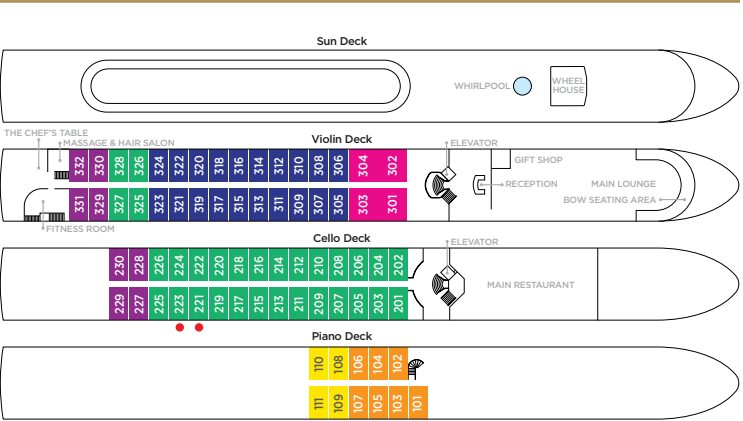 Sun Deck
WHIRLPOOL
WHEEL
HOUSE
THE CHEF'S TABLE
MASSAGE & HAIR SALON
Violin Deck
ELEVATOR
332 330 328 326 324 322 320 318 316 314 312 310 308 306 304 302
GIFT SHOP
RECEPTION
MAIN LOUNGE
BOW SEATING AREA
331 329 327 325 323 321 319 317 315 313 311 309 307 305 303 301
FITNESS ROOM
Cello Deck
ELEVATOR
230 228 226 224 222 220 218 216 214 212 210 208 206 204 202
MAIN RESTAURANT
229 227 225 223 221 219 217 215 213 211 209 207 205 203 201
Piano Deck
110 108 106 104 102
111 109 107 105 103 101